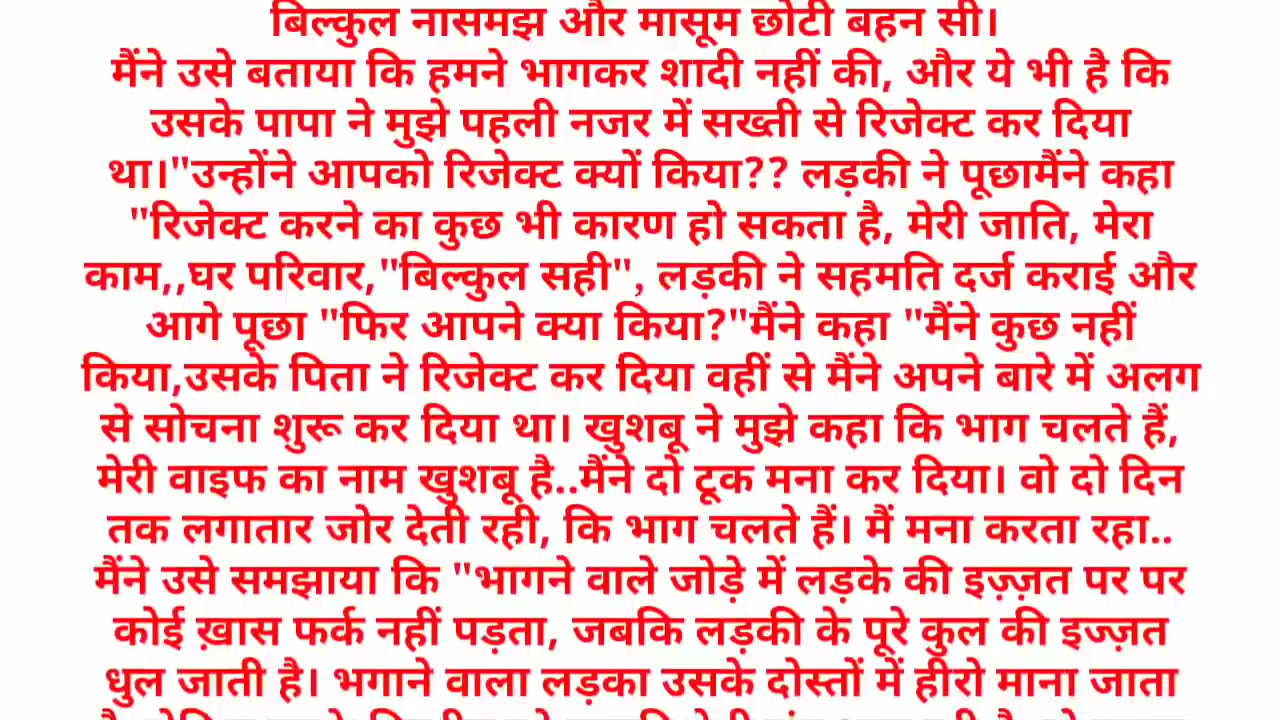 बिल्कुल नासमझ और मासूम छोटी बहन सी।
मैंने उसे बताया कि हमने भागकर शादी नहीं की, और ये भी है कि
उसके पापा ने मुझे पहली नजर में सख्ती से रिजेक्ट कर दिया
था।"उन्होंने आपको रिजेक्ट क्यों किया?? लड़की ने पूछामैंने कहा
"रिजेक्ट करने का कुछ भी कारण हो सकता है, मेरी जाति, मेरा
काम,,घर परिवार,"बिल्कुल सही", लड़की ने सहमति दर्ज कराई और
आगे पूछा "फिर आपने क्या किया?"मैंने कहा "मैंने कुछ नहीं
किया,उसके पिता ने रिजेक्ट कर दिया वहीं से मैंने अपने बारे में अलग
से सोचना शुरू कर दिया था। खुशबू ने मुझे कहा कि भाग चलते हैं,
मेरी वाइफ का नाम खुशबू है..मैंने दो टूक मना कर दिया। वो दो दिन
तक लगातार जोर देती रही, कि भाग चलते हैं। मैं मना करता रहा..
मैंने उसे समझाया कि "भागने वाले जोड़े में लड़के की इज़्ज़त पर पर
कोई ख़ास फर्क नहीं पड़ता, जबकि लड़की के पूरे कुल की इज्ज़त
धुल जाती है। भगाने वाला लड़का उसके दोस्तों में हीरो माना जाता